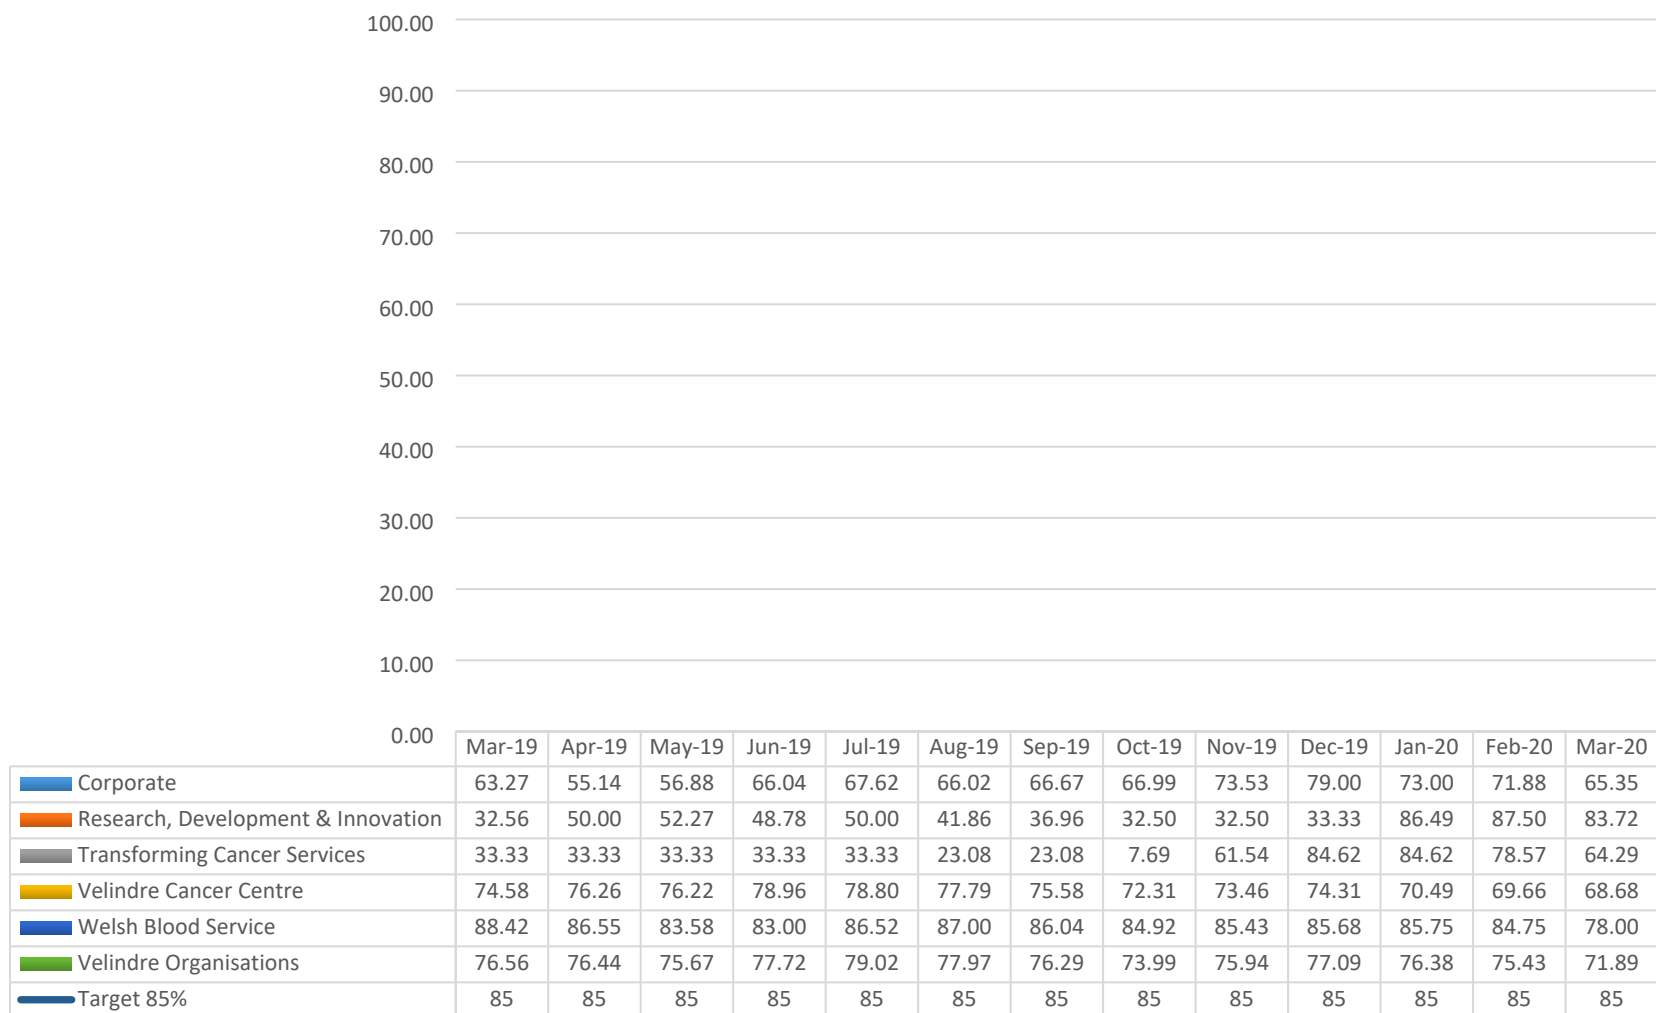 100.00
90.00
80.00
70.00
60.00
50.00
40.00
30.00
20.00
10.00
0.00
Mar-19 Apr-19 May-19 Jun-19 Jul-19 Aug-19 Sep-19 Oct-19 Nov-19 Dec-19 Jan-20 Feb-20 Mar-20
Corporate 63.27 55.14 56.88 66.04 67.62 66.02 66.67 66.99 73.53 79.00 73.00 71.88 65.35
Research, Development & Innovation 32.56 50.00 52.27 48.78 50.00 41.86 36.96 32.50 32.50 33.33 86.49 87.50 83.72
Transforming Cancer Services 33.33 33.33 33.33 33.33 33.33 23.08 23.08 7.69 61.54 84.62 84.62 78.57 64.29
Velindre Cancer Centre 74.58 76.26 76.22 78.96 78.80 77.79 75.58 72.31 73.46 74.31 70.49 69.66 68.68
Welsh Blood Service 88.42 86.55 83.58 83.00 86.52 87.00 86.04 84.92 85.43 85.68 85.75 84.75 78.00
Velindre Organisations 76.56 76.44 75.67 77.72 79.02 77.97 76.29 73.99 75.94 77.09 76.38 75.43 71.89
Target 85% 85 85 85 85 85 85 85 85 85 85 85 85 85